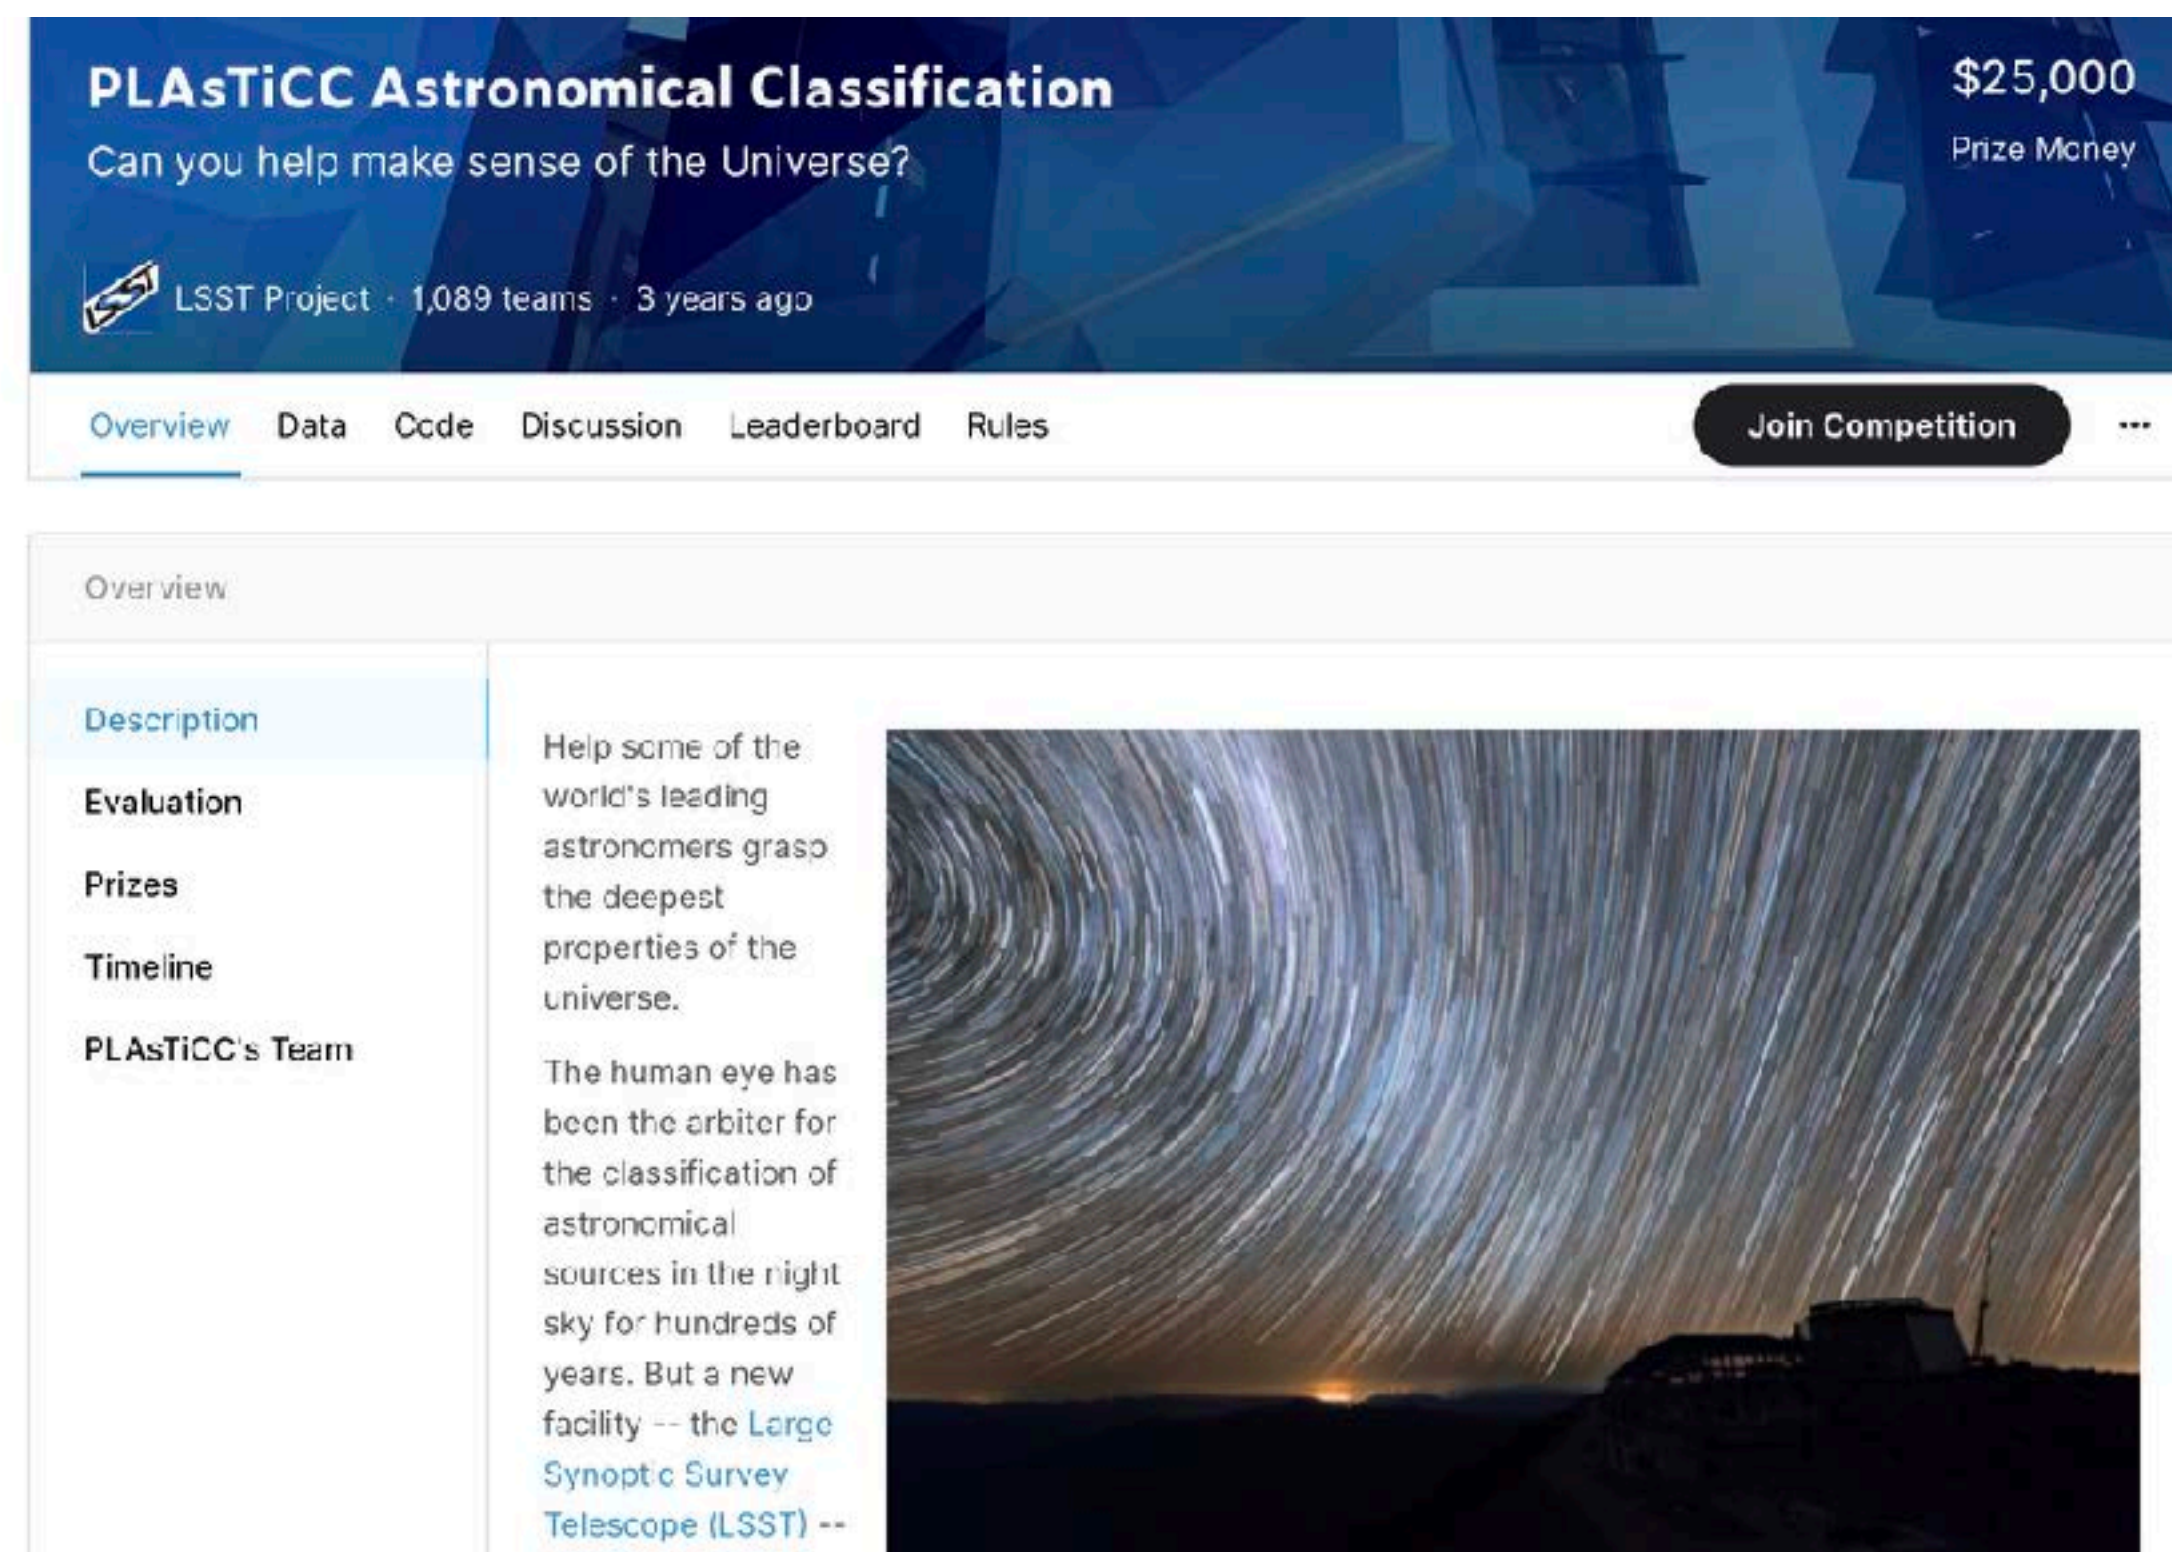 PLAsTiCC Astronomical Classification
Can you help make sense of the Universe?
$25,000
Prize Money
LSST
LSST Project · 1,089 teams · 3 years ago
Overview Data Code Discussion Leaderboard Rules Join Competition ...
Overview
Description
Evaluation
Prizes
Timeline
PLAsTiCC's Team
Help some of the
world's leading
astronomers grasp
the deepest
properties of the
universe.
The human eye has
been the arbiter for
the classification of
astronomical
sources in the night
sky for hundreds of
years. But a new
facility -- the Large
Synoptic Survey
Telescope (LSST) --